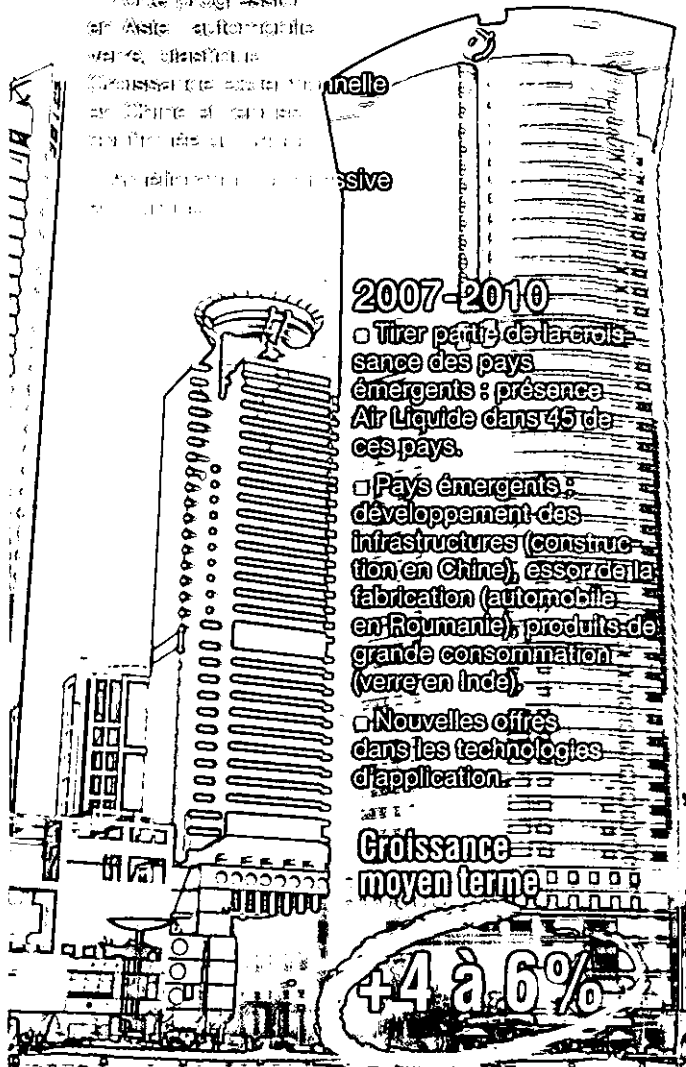 en Asie : automobile
verre,
nnelle
en Chine et
ssive
2007-2010
□ Tirer partie de la crois-
sance des pays
émergents : présence
Air Liquide dans 45 de
ces pays.
□ Pays émergents :
développement des
infrastructures (construc-
tion en Chine), essor de la
fabrication (automobile
en Roumanie), produits de
grande consommation
(verre en Inde).
□ Nouvelles offres
dans les technologies
d'application.
Croissance
moyen terme
+4 à 6%